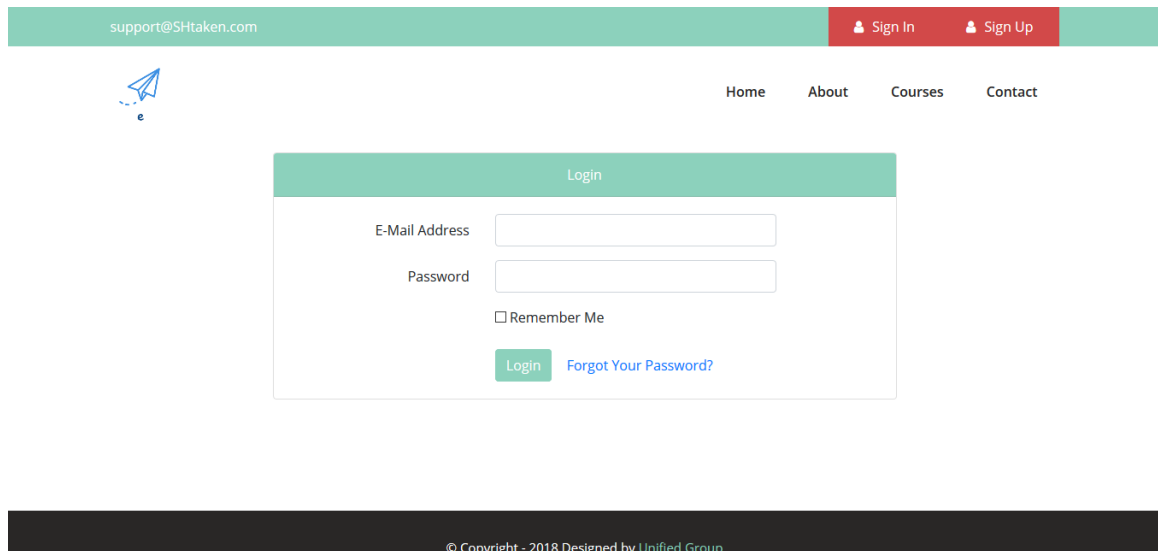 support@SHtaken.com Sign In Sign Up
e
Home About Courses Contact
Login
E-Mail Address
Password
Remember Me
Login Forgot Your Password?
© Copyright - 2018 Designed by Unified Group